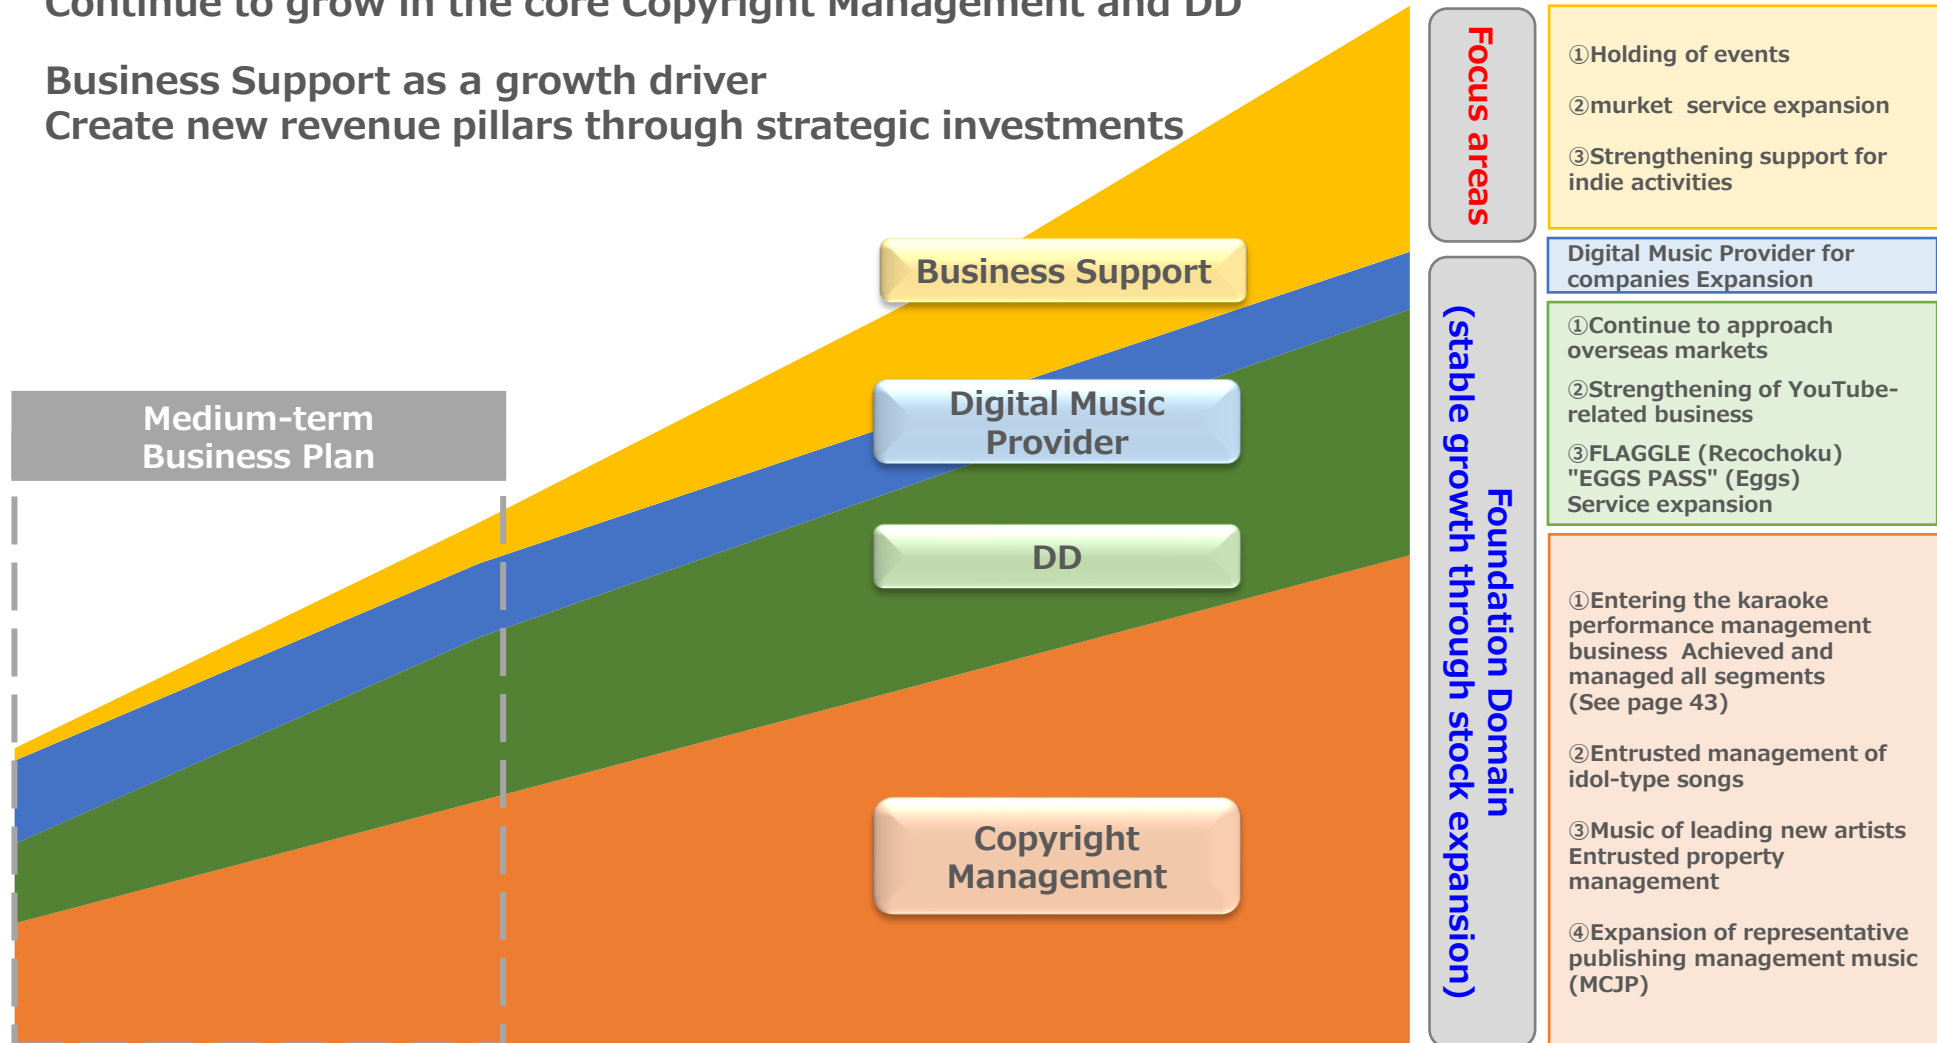 Continue to grow in the core Copyright Management and DD
Business Support as a growth driver
Create new revenue pillars through strategic investments
Medium-term
Business Plan
Business Support
Digital Music
Provider
DD
Copyright
Management
Focus areas
Foundation Domain
(stable growth through stock expansion)
①Holding of events
②murket  service expansion
③Strengthening support for
indie activities
Digital Music Provider for
companies Expansion
①Continue to approach
overseas markets
②Strengthening of YouTube-
related business
③FLAGGLE (Recochoku)
"EGGS PASS" (Eggs)
Service expansion
①Entering the karaoke
performance management
business  Achieved and
managed all segments
(See page 43)
②Entrusted management of
idol-type songs
③Music of leading new artists
Entrusted property
management
④Expansion of representative
publishing management music
(MCJP)